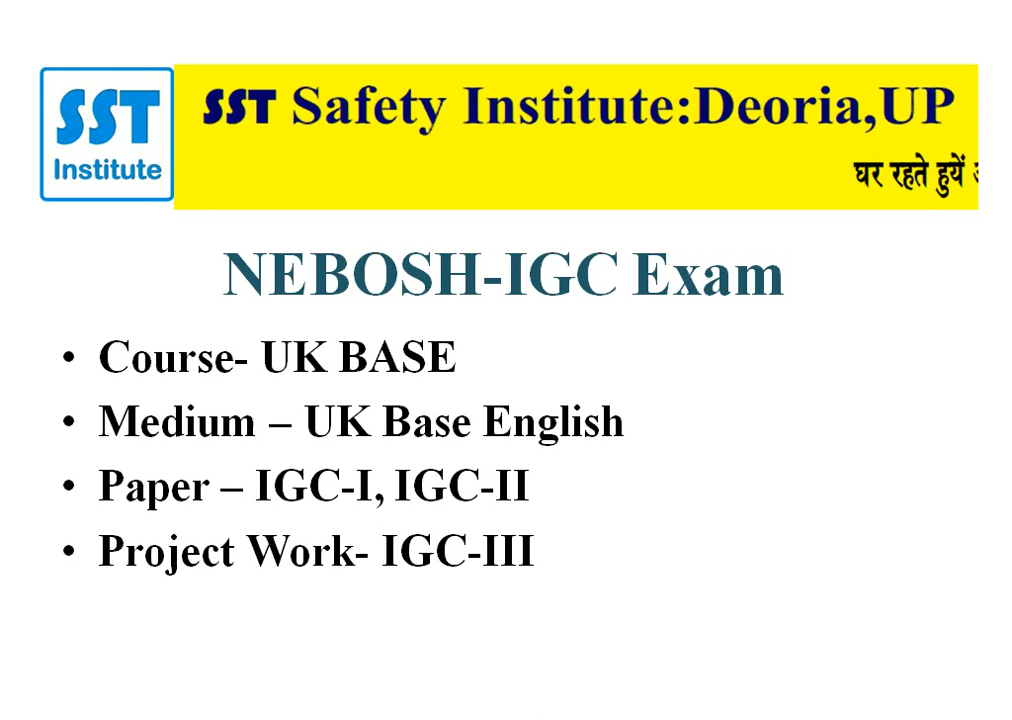 SST
Institute
SST Safety Institute:Deoria,UP
घर रहते हुयें
NEBOSH-IGC Exam
• Course- UK BASE
• Medium – UK Base English
• Paper – IGC-I, IGC-II
• Project Work- IGC-III